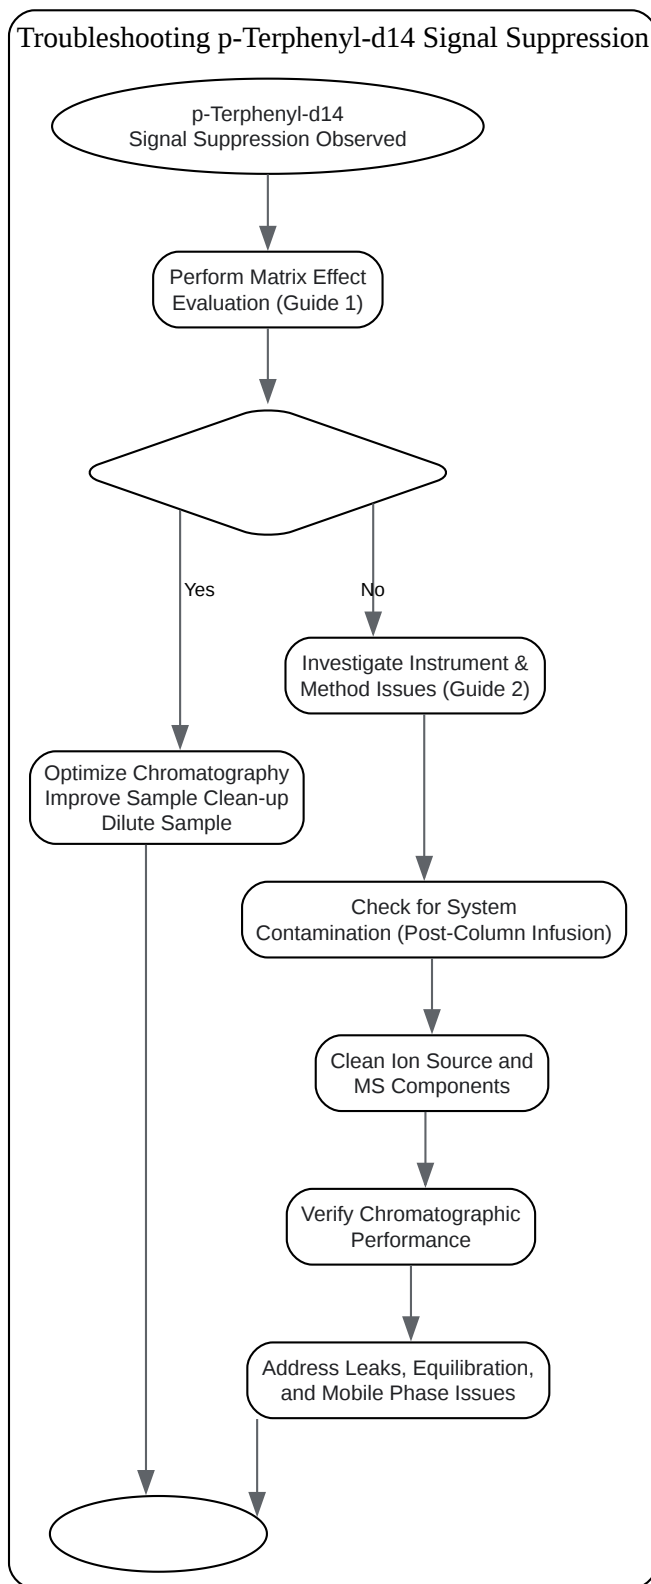 Troubleshooting p-Terphenyl-d14 Signal Suppression
p-Terphenyl-d14
Signal Suppression Observed
Perform Matrix Effect
Evaluation (Guide 1)
Yes
No
Investigate Instrument &
Method Issues (Guide 2)
Optimize Chromatography
Improve Sample Clean-up
Dilute Sample
Check for System
Contamination (Post-Column Infusion)
Clean Ion Source and
MS Components
Verify Chromatographic
Performance
Address Leaks, Equilibration,
and Mobile Phase Issues